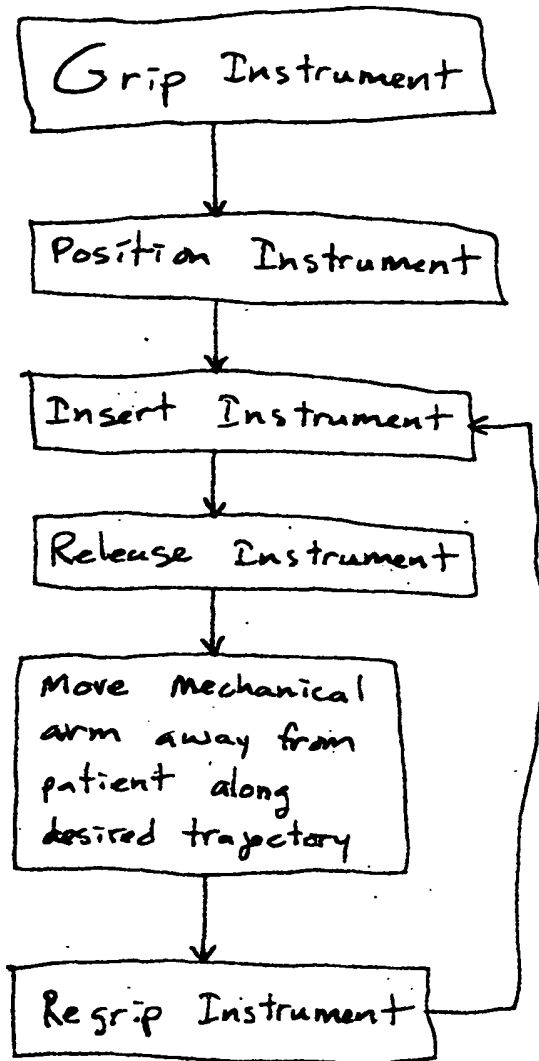 Grip Instrument
Position Instrument
Insert Instrument
Release Instrument
Move Mechanical
arm away from
patient along
desired trajectory
Regrip Instrument